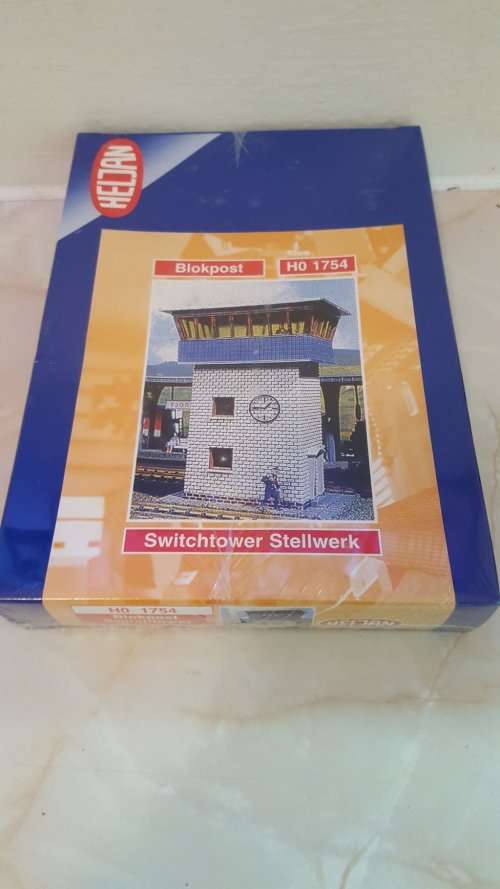 HELJAN
Blokpost
H0 1754
Switchtower Stellwerk
H0 1754
Blokpost
HELJAN